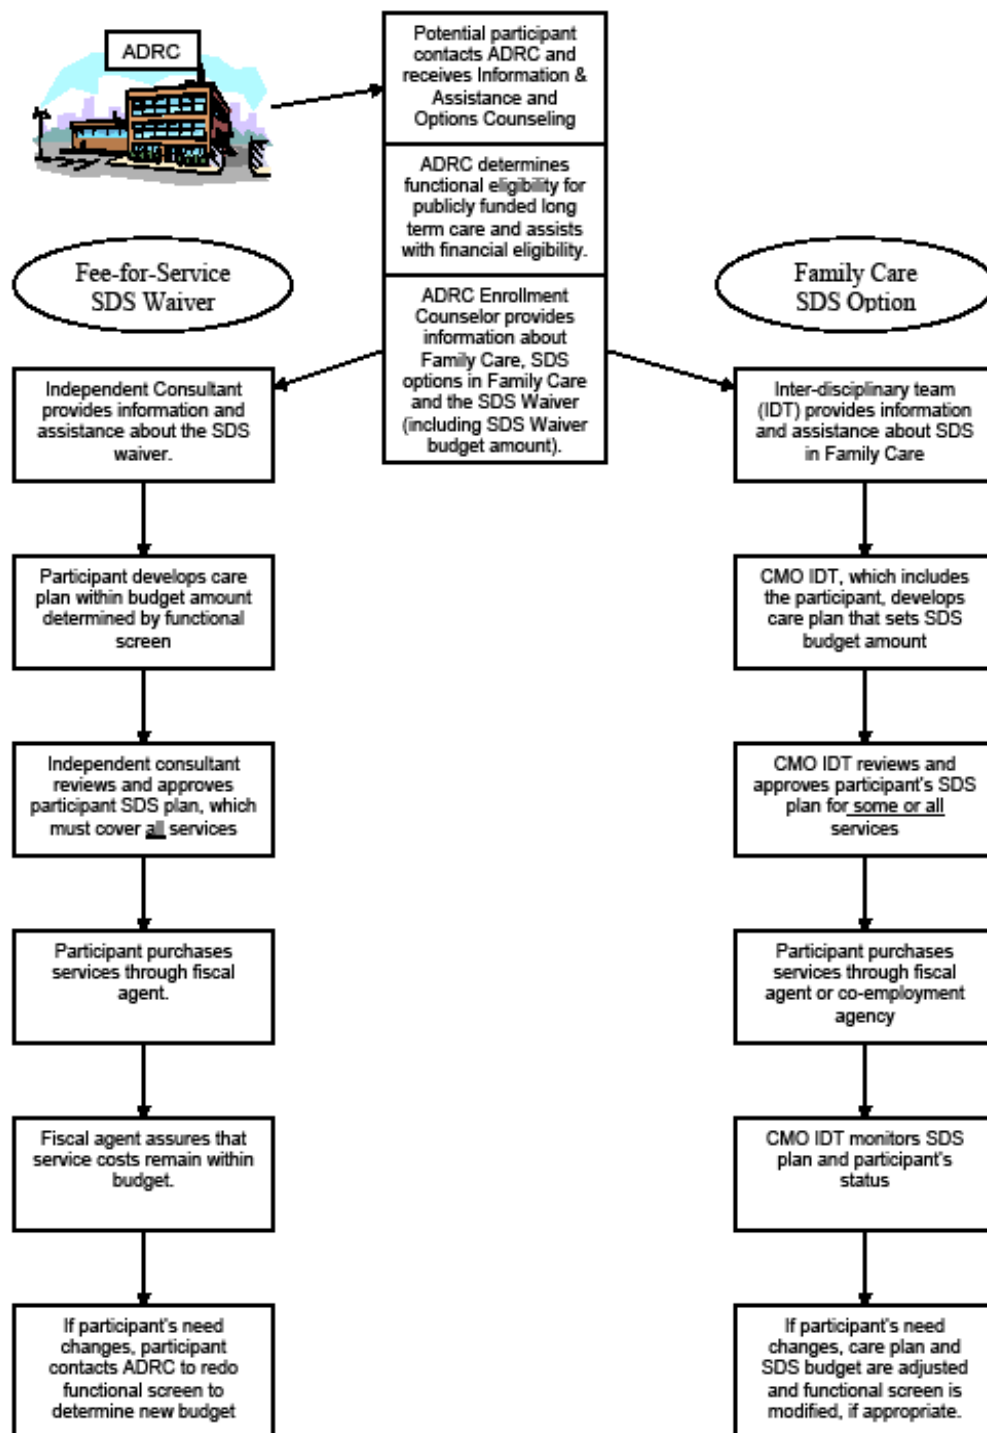 ADRC
Potential participant
contacts ADRC and
receives Information &
Assistance and
Options Counseling
ADRC determines
functional eligibility for
publicly funded long
term care and assists
with financial eligibility.
ADRC Enrollment
Counselor provides
information about
Family Care, SDS
options in Family Care
and the SDS Waiver
(including SDS Waiver
budget amount).
Fee-for-Service
SDS Waiver
Independent Consultant
provides information and
assistance about the SDS
waiver.
Participant develops care
plan within budget amount
determined by functional
screen
Independent consultant
reviews and approves
participant SDS plan, which
must cover all services
Participant purchases
services through fiscal
agent.
Fiscal agent assures that
service costs remain within
budget.
If participant's need
changes, participant
contacts ADRC to redo
functional screen to
determine new budget
Family Care
SDS Option
Inter-disciplinary team
(IDT) provides information
and assistance about SDS
in Family Care
CMO IDT, which includes
the participant, develops
care plan that sets SDS
budget amount
CMO IDT reviews and
approves participant's SDS
plan for some or all
services
Participant purchases
services through fiscal
agent or co-employment
agency
CMO IDT monitors SDS
plan and participant's
status
If participant's need
changes, care plan and
SDS budget are adjusted
and functional screen is
modified, if appropriate.